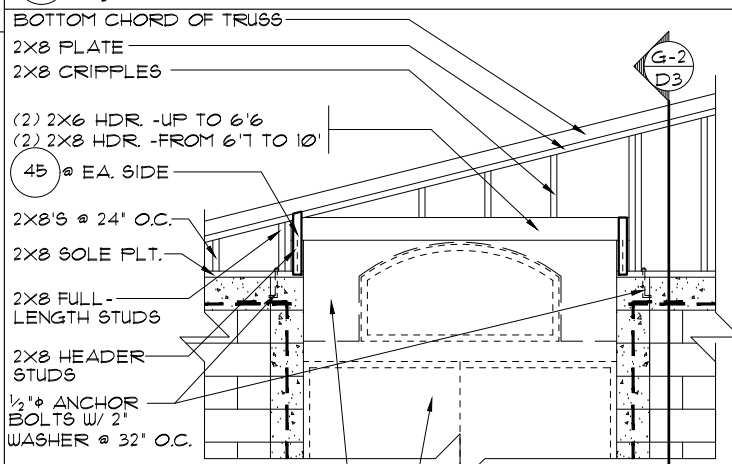 BOTTOM CHORD OF TRUSS
2X8 PLATE
2X8 CRIPPLES
G-2
D3
(2) 2X6 HDR. -UP TO 6'6
(2) 2X8 HDR. -FROM 6'7 TO 10'
45 @ EA. SIDE
2X8'S @ 24" O.C.
2X8 SOLE PLT.
2X8 FULL-
LENGTH STUDS
2X8 HEADER
STUDS
½"ϕ ANCHOR
BOLTS W/ 2"
WASHER @ 32" O.C.